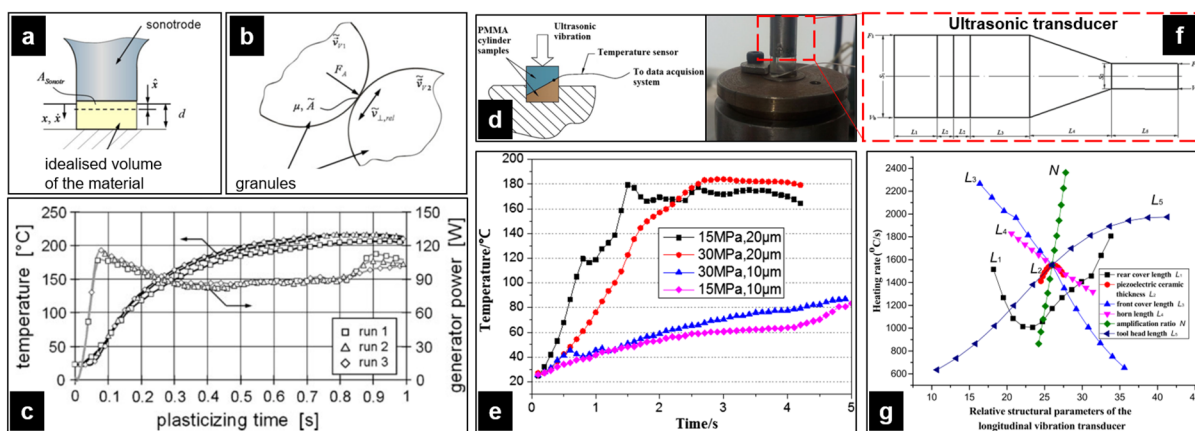 a
sonotrode
A_Sonotr
ẋ
x, ẋ
d
idealised volume
of the material
b
F_A
μ, Ã
granules
c
temperature [°C]
250
200
150
100
50
0
generator power [W]
150
120
90
60
30
0
run 1
run 2
run 3
0 0.1 0.2 0.3 0.4 0.5 0.6 0.7 0.8 0.9 1
plasticizing time [s]
d
PMMA
cylinder
samples
Ultrasonic
vibration
Temperature sensor
To data acquision
system
Ultrasonic transducer
f
L₁ L₂ L₂ L₃ L₄ L₅
e
Temperature/°C
200
180
160
140
120
100
80
60
40
20
15MPa,20μm
30MPa,20μm
30MPa,10μm
15MPa,10μm
0 1 2 3 4 5
Time/s
g
Heating rate (°C/s)
2400
2200
2000
1800
1600
1400
1200
1000
800
600
L₃
N
L₅
L₄
L₁
L₂
rear cover length L₁
piezoelectric ceramic
thickness L₂
front cover length L₃
horn length L₄
amplification ratio N
tool head length L₅
10 15 20 25 30 35 40
Relative structural parameters of the
longitudinal vibration transducer